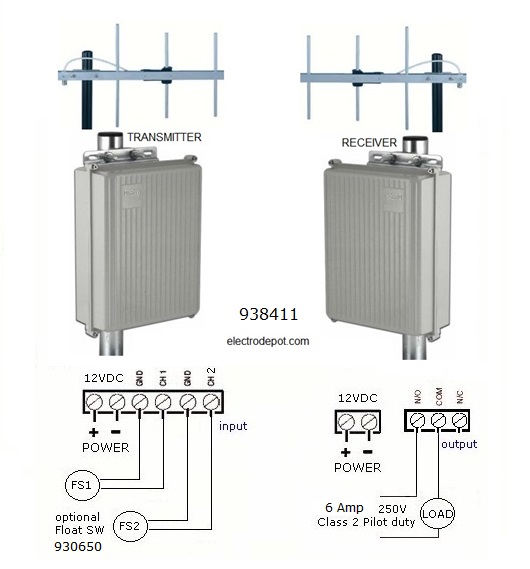 TRANSMITTER
RECEIVER
938411
electrodepot.com
12VDC
GND
CH 1
GND
CH 2
input
+ -
POWER
FS1
optional
Float SW
930650
FS2
12VDC
N/O
COM
N/C
output
+ -
POWER
6 Amp 250V
Class 2 Pilot duty
LOAD